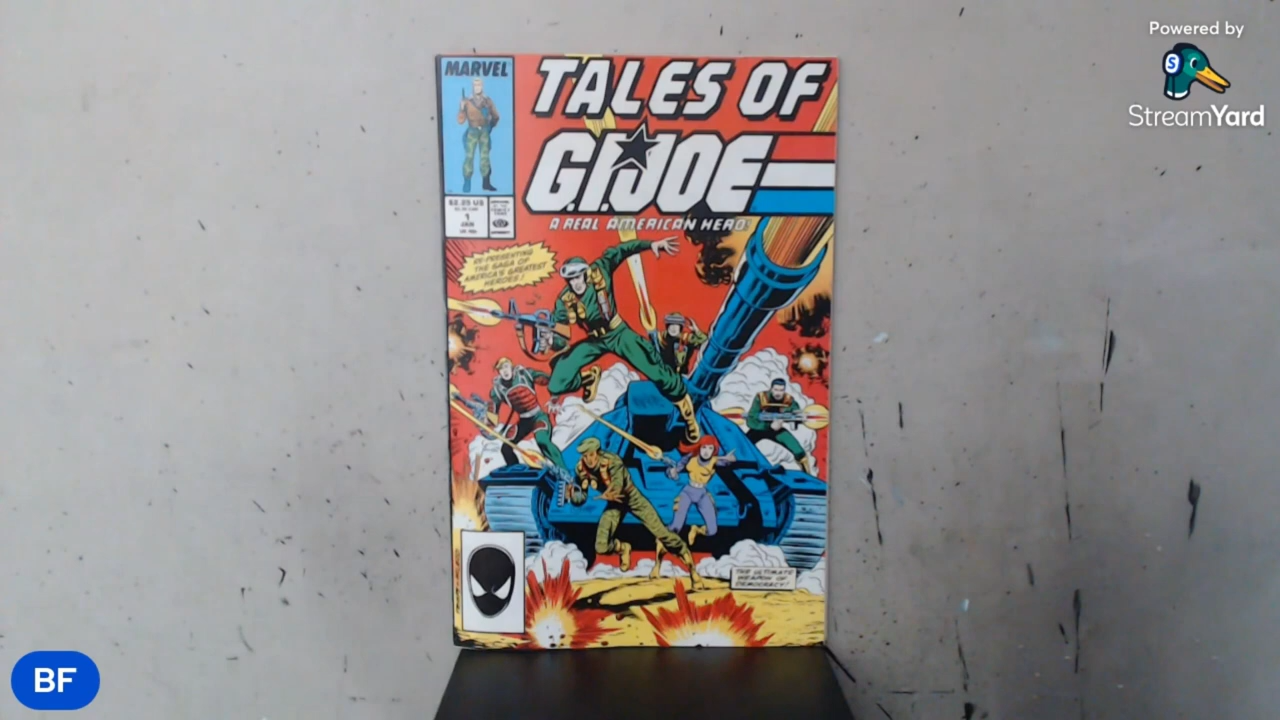 Powered by
StreamYard
MARVEL
TALES OF
G.I. JOE
A REAL AMERICAN HERO
$2.25 US
1
JAN
RE-PRESENTING
THE SAGA OF
AMERICA'S GREATEST
HEROES!
THE ULTIMATE
WEAPON OF
DEMOCRACY!
BF